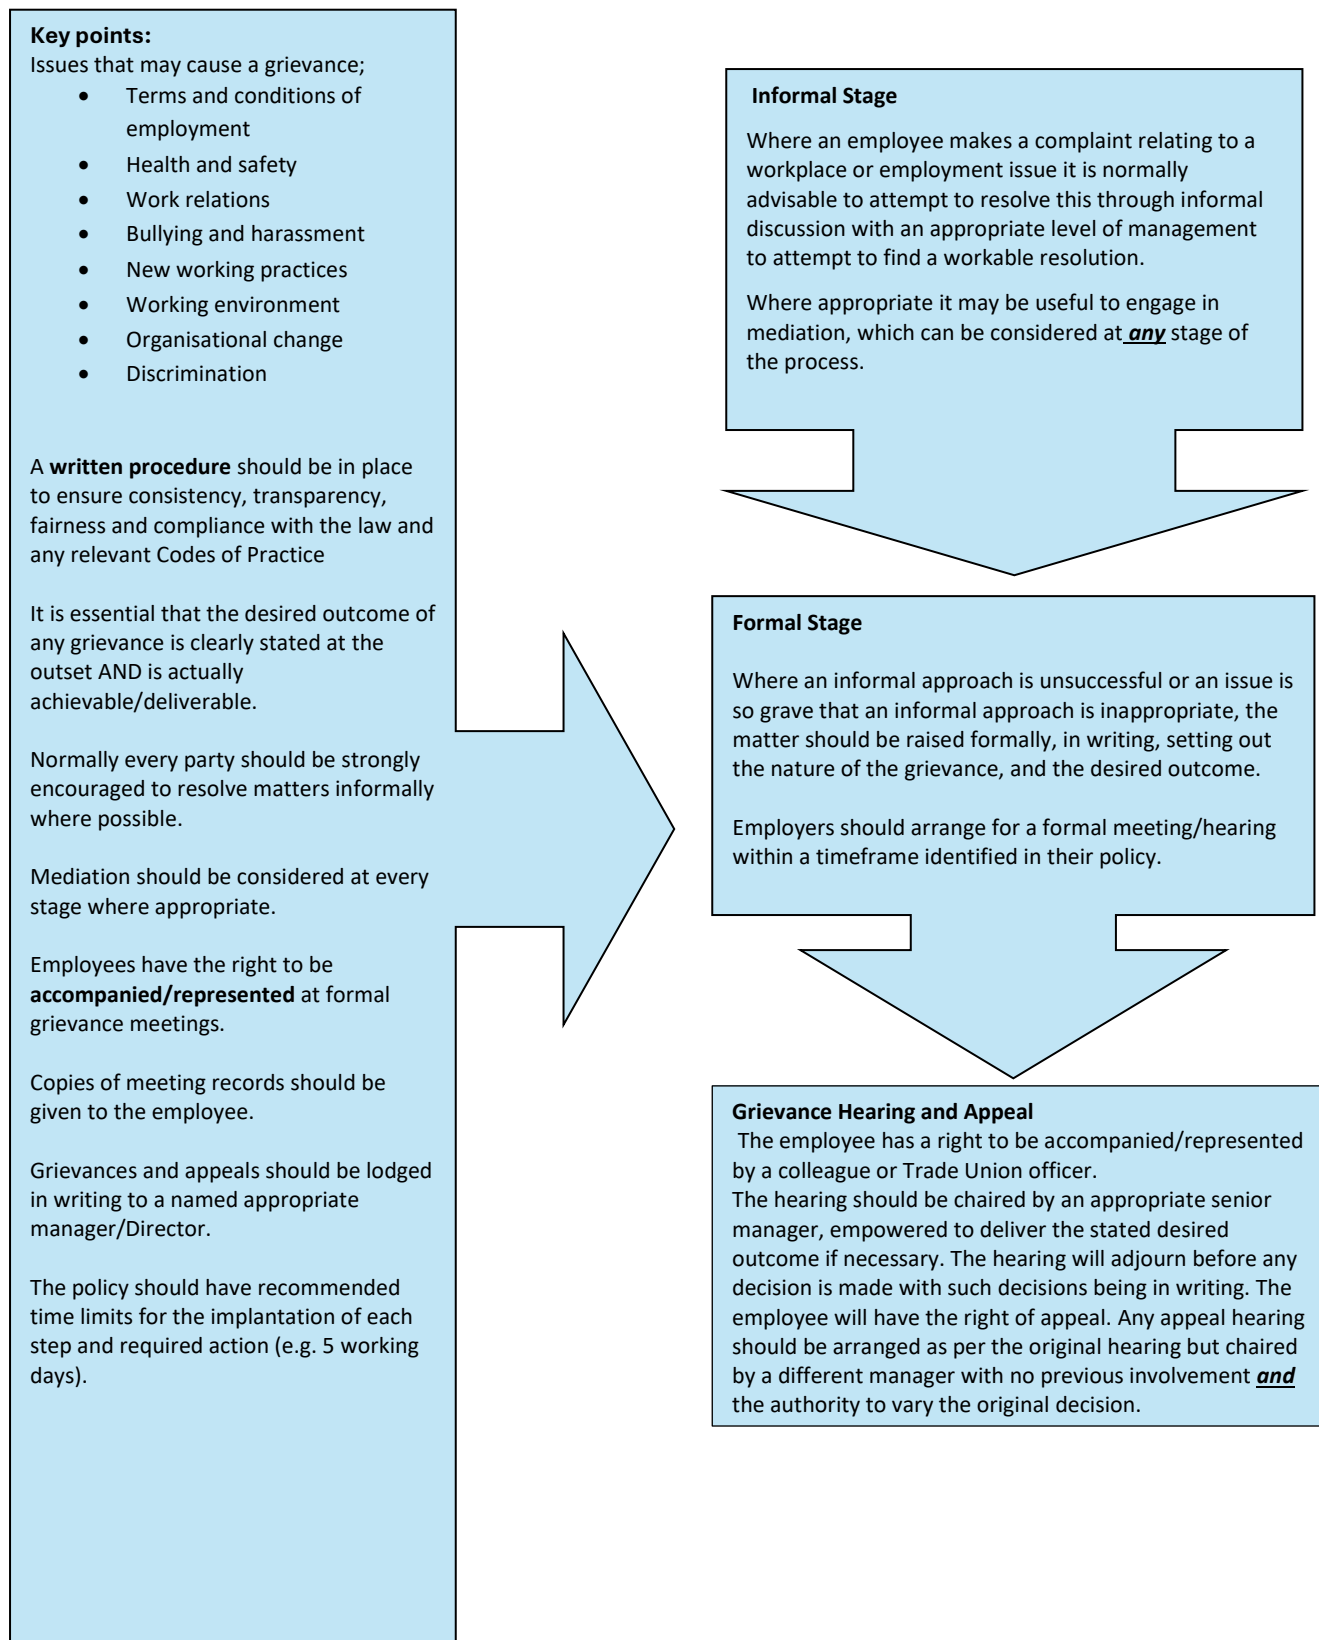 Key points:
Issues that may cause a grievance;
• Terms and conditions of
employment
• Health and safety
• Work relations
• Bullying and harassment
• New working practices
• Working environment
• Organisational change
• Discrimination
A written procedure should be in place
to ensure consistency, transparency,
fairness and compliance with the law and
any relevant Codes of Practice
It is essential that the desired outcome of
any grievance is clearly stated at the
outset AND is actually
achievable/deliverable.
Normally every party should be strongly
encouraged to resolve matters informally
where possible.
Mediation should be considered at every
stage where appropriate.
Employees have the right to be
accompanied/represented at formal
grievance meetings.
Copies of meeting records should be
given to the employee.
Grievances and appeals should be lodged
in writing to a named appropriate
manager/Director.
The policy should have recommended
time limits for the implantation of each
step and required action (e.g. 5 working
days).
Informal Stage
Where an employee makes a complaint relating to a
workplace or employment issue it is normally
advisable to attempt to resolve this through informal
discussion with an appropriate level of management
to attempt to find a workable resolution.
Where appropriate it may be useful to engage in
mediation, which can be considered at any stage of
the process.
Formal Stage
Where an informal approach is unsuccessful or an issue is
so grave that an informal approach is inappropriate, the
matter should be raised formally, in writing, setting out
the nature of the grievance, and the desired outcome.
Employers should arrange for a formal meeting/hearing
within a timeframe identified in their policy.
Grievance Hearing and Appeal
The employee has a right to be accompanied/represented
by a colleague or Trade Union officer.
The hearing should be chaired by an appropriate senior
manager, empowered to deliver the stated desired
outcome if necessary. The hearing will adjourn before any
decision is made with such decisions being in writing. The
employee will have the right of appeal. Any appeal hearing
should be arranged as per the original hearing but chaired
by a different manager with no previous involvement and
the authority to vary the original decision.